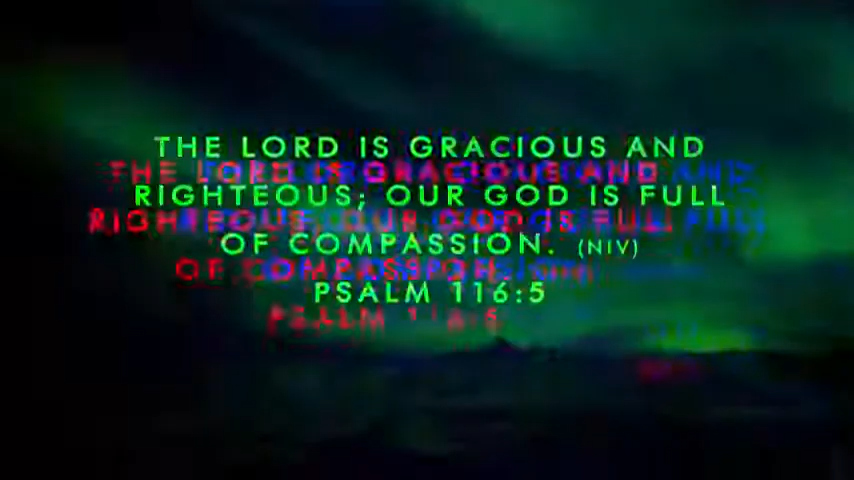 THE LORD IS GRACIOUS AND
RIGHTEOUS; OUR GOD IS FULL
OF COMPASSION. (NIV)
PSALM 116:5